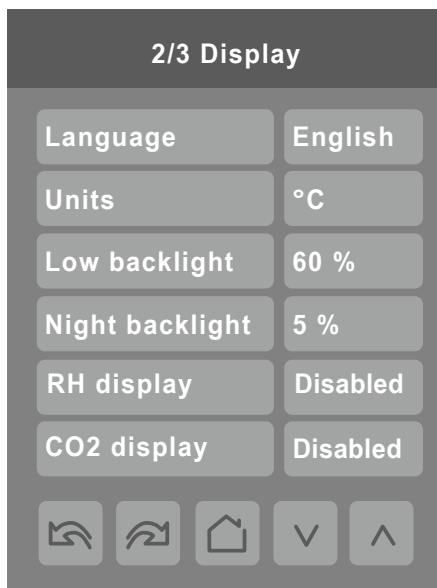 2/3 Display
Language English
Units °C
Low backlight 60 %
Night backlight 5 %
RH display Disabled
CO2 display Disabled